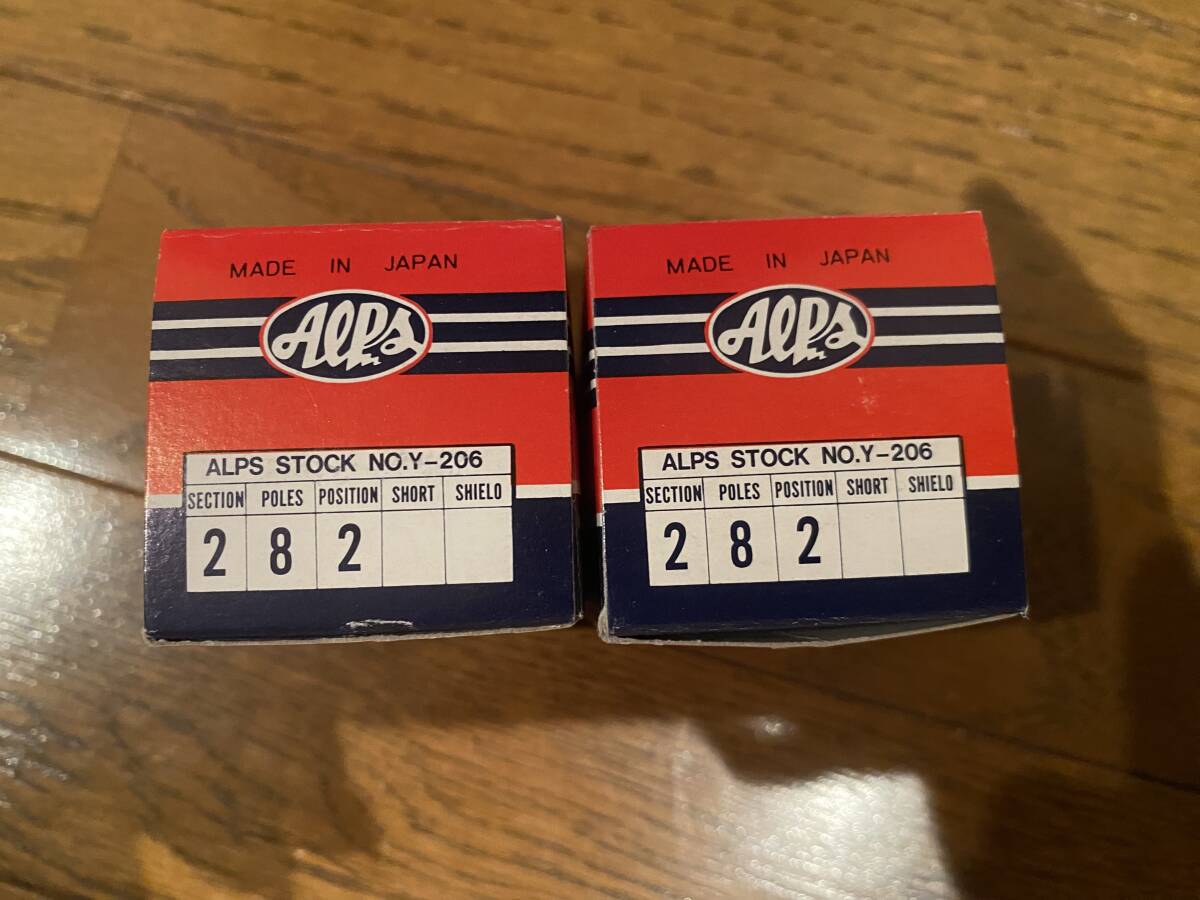 MADE IN JAPAN
Alps
ALPS STOCK NO.Y-206
SECTION POLES POSITION SHORT SHIELO
2 8 2
MADE IN JAPAN
Alps
ALPS STOCK NO.Y-206
SECTION POLES POSITION SHORT SHIELO
2 8 2